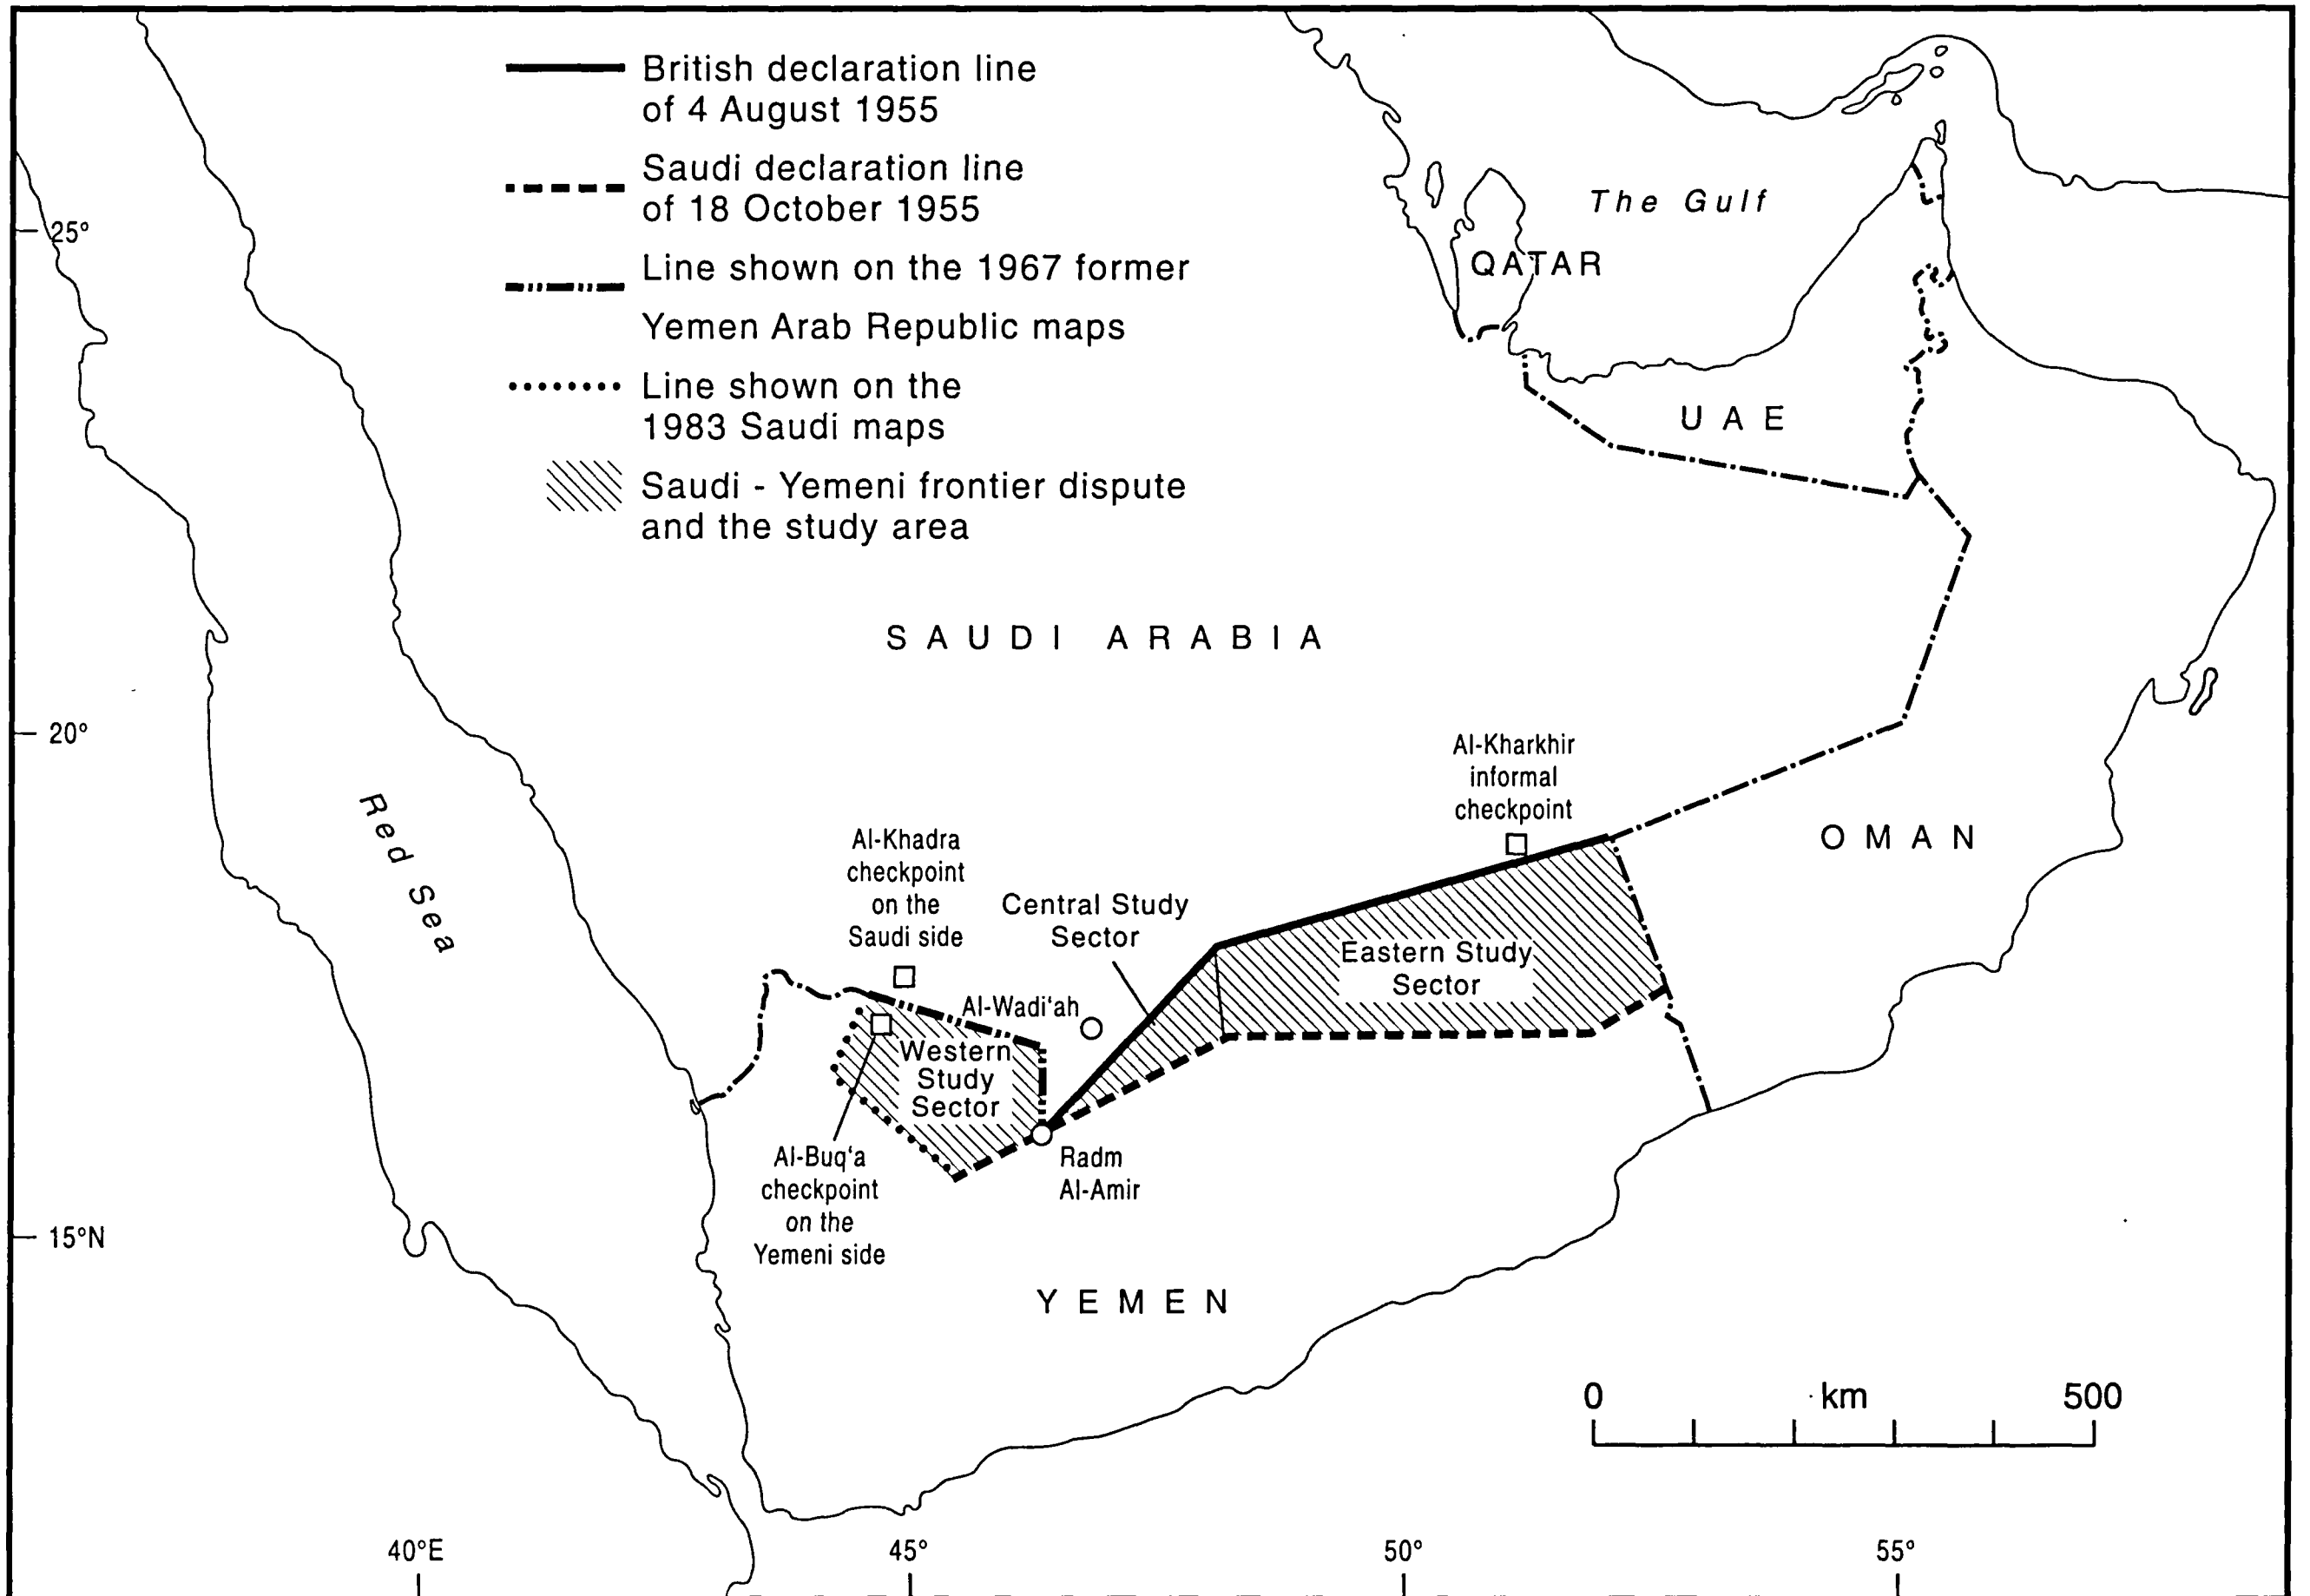 British declaration line
of 4 August 1955
Saudi declaration line
of 18 October 1955
Line shown on the 1967 former
Yemen Arab Republic maps
Line shown on the
1983 Saudi maps
Saudi - Yemeni frontier dispute
and the study area
The Gulf
QATAR
UAE
25°
SAUDI ARABIA
20°
Red Sea
Al-Kharkhir
informal
checkpoint
OMAN
Al-Khadra
checkpoint
on the
Saudi side
Central Study
Sector
Eastern Study
Sector
Al-Wadi‘ah
Western
Study
Sector
Al-Buq‘a
checkpoint
on the
Yemeni side
Radm
Al-Amir
15°N
YEMEN
0 km 500
40°E 45° 50° 55°